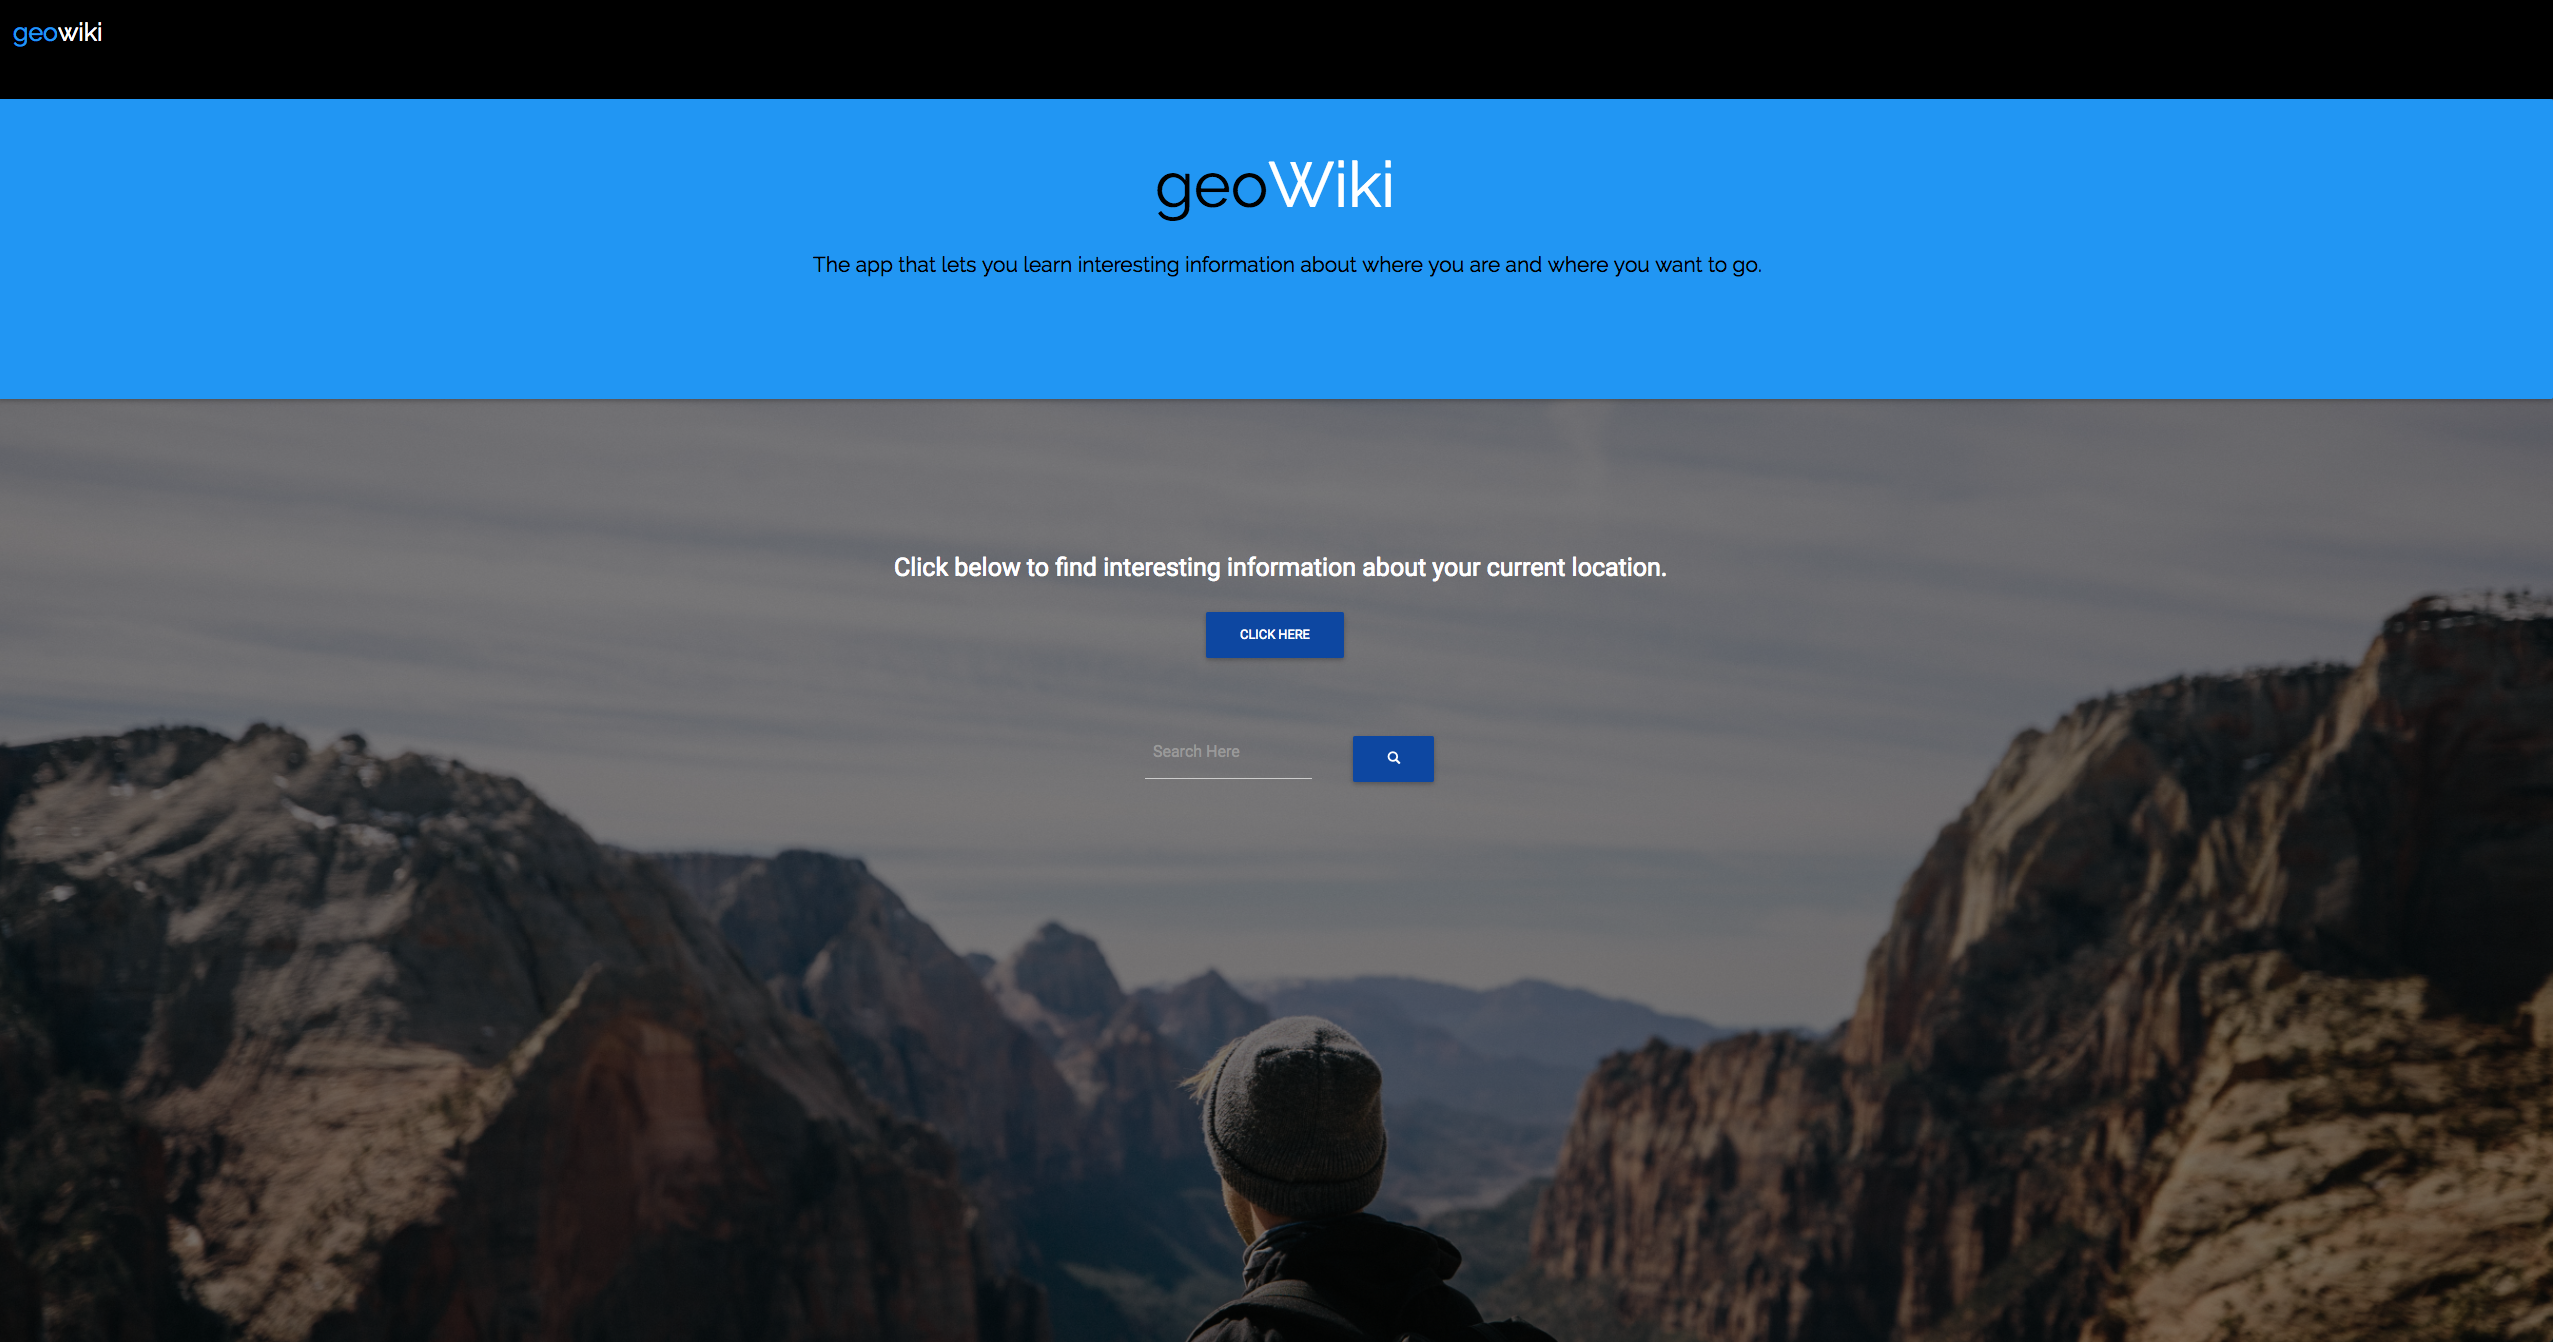 geowiki
geoWiki
The app that lets you learn interesting information about where you are and where you want to go.
Click below to find interesting information about your current location.
CLICK HERE
Search Here